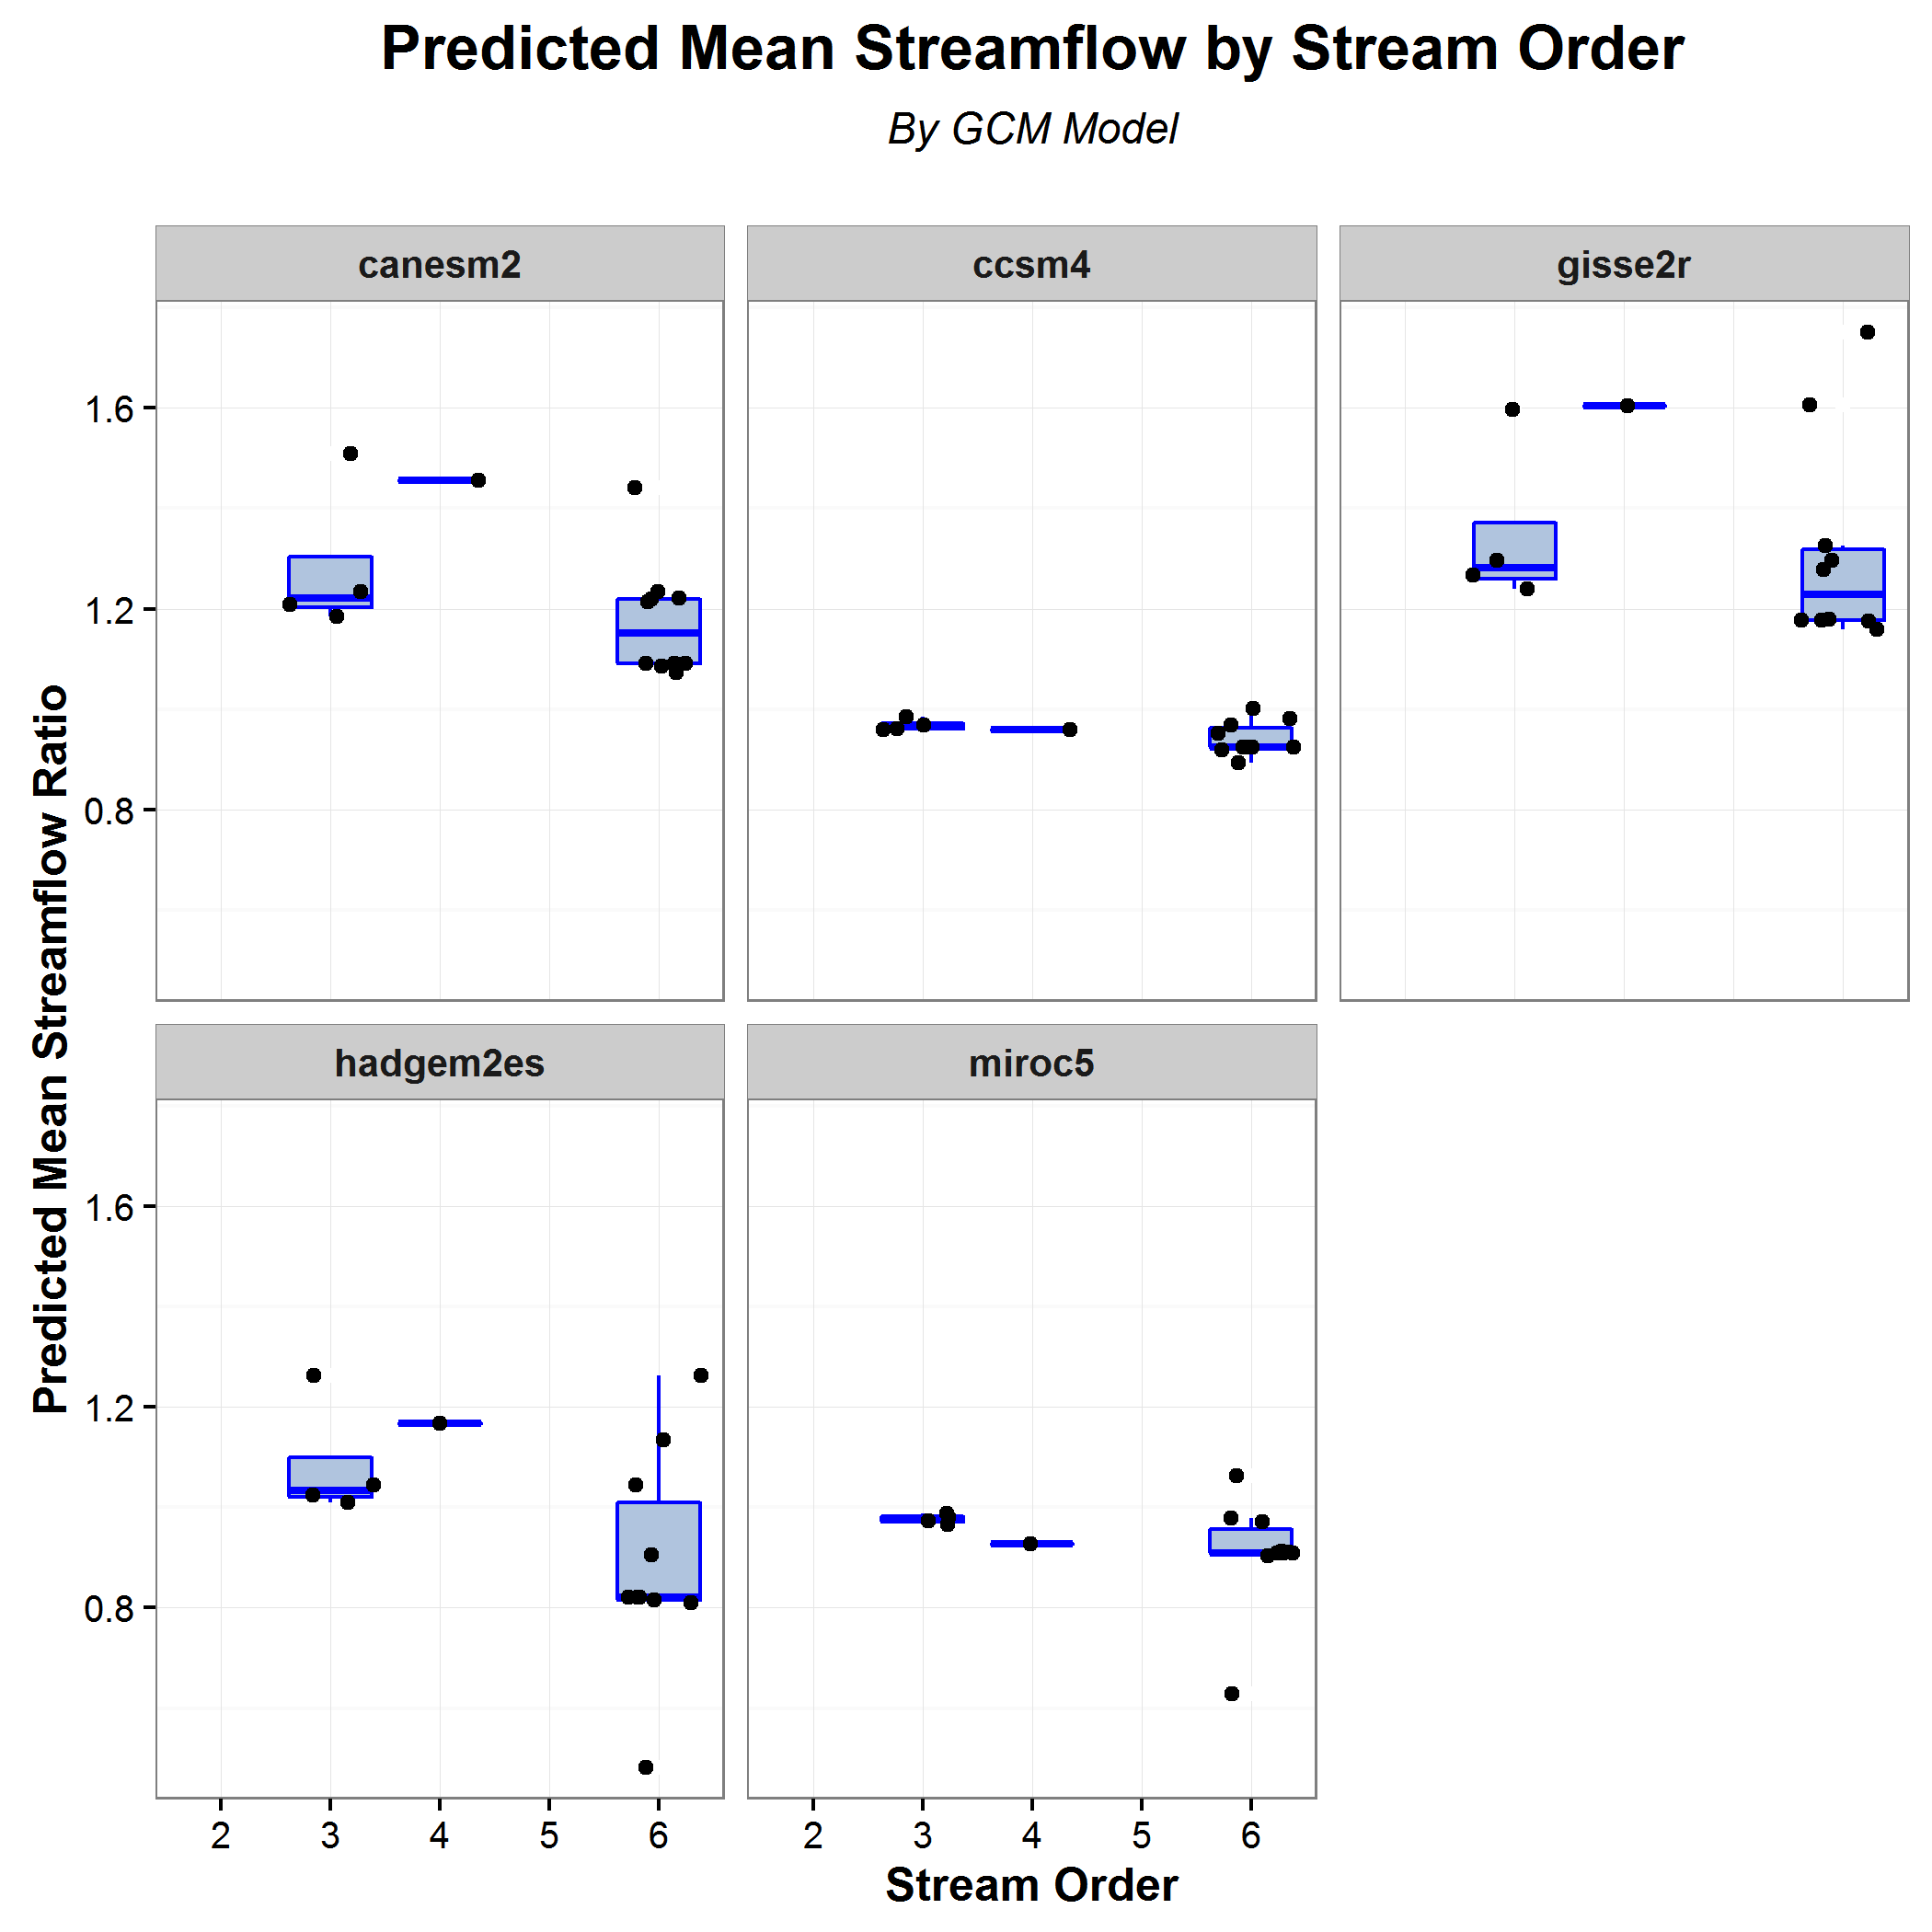 Predicted Mean Streamflow by Stream Order
By GCM Model
canesm2
ccsm4
gisse2r
1.6
1.2
0.8
Predicted Mean Streamflow Ratio
hadgem2es
miroc5
1.6
1.2
0.8
2 3 4 5 6
2 3 4 5 6
Stream Order